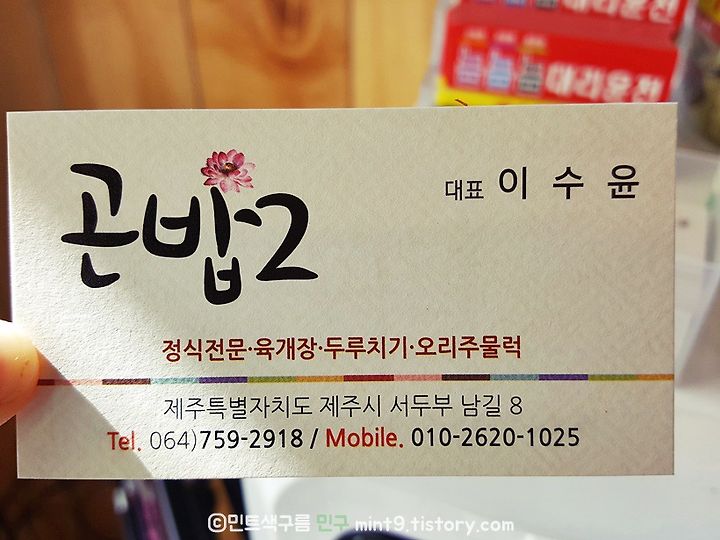 대리운전
곤밥2
대표 이 수 윤
정식전문·육개장·두루치기·오리주물럭
제주특별자치도 제주시 서두부 남길 8
Tel. 064)759-2918 / Mobile. 010-2620-1025
©민트색구름 민구 mint9.tistory.com